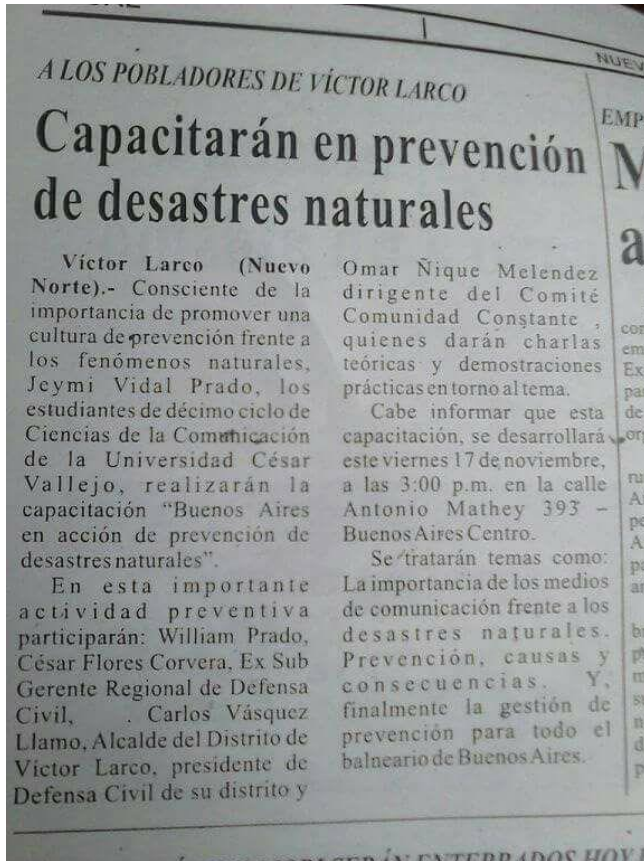 NUEV
A LOS POBLADORES DE VÍCTOR LARCO
Capacitarán en prevención
de desastres naturales
Víctor Larco (Nuevo
Norte).- Consciente de la
importancia de promover una
cultura de prevención frente a
los fenómenos naturales,
Jeymi Vidal Prado, los
estudiantes de décimo ciclo de
Ciencias de la Comunicación
de la Universidad César
Vallejo, realizarán la
capacitación “Buenos Aires
en acción de prevención de
desastres naturales”.
En esta importante
actividad preventiva
participarán: William Prado,
César Flores Corvera, Ex Sub
Gerente Regional de Defensa
Civil, . Carlos Vásquez
Llamo, Alcalde del Distrito de
Víctor Larco, presidente de
Defensa Civil de su distrito y
Omar Ñique Melendez
dirigente del Comité
Comunidad Constante ,
quienes darán charlas
teóricas y demostraciones
prácticas en torno al tema.
Cabe informar que esta
capacitación, se desarrollará
este viernes 17 de noviembre,
a las 3:00 p.m. en la calle
Antonio Mathey 393 –
Buenos Aires Centro.
Se tratarán temas como:
La importancia de los medios
de comunicación frente a los
desastres naturales.
Prevención, causas y
consecuencias. Y,
finalmente la gestión de
prevención para todo el
balneario de Buenos Aires.
EMP
M
a